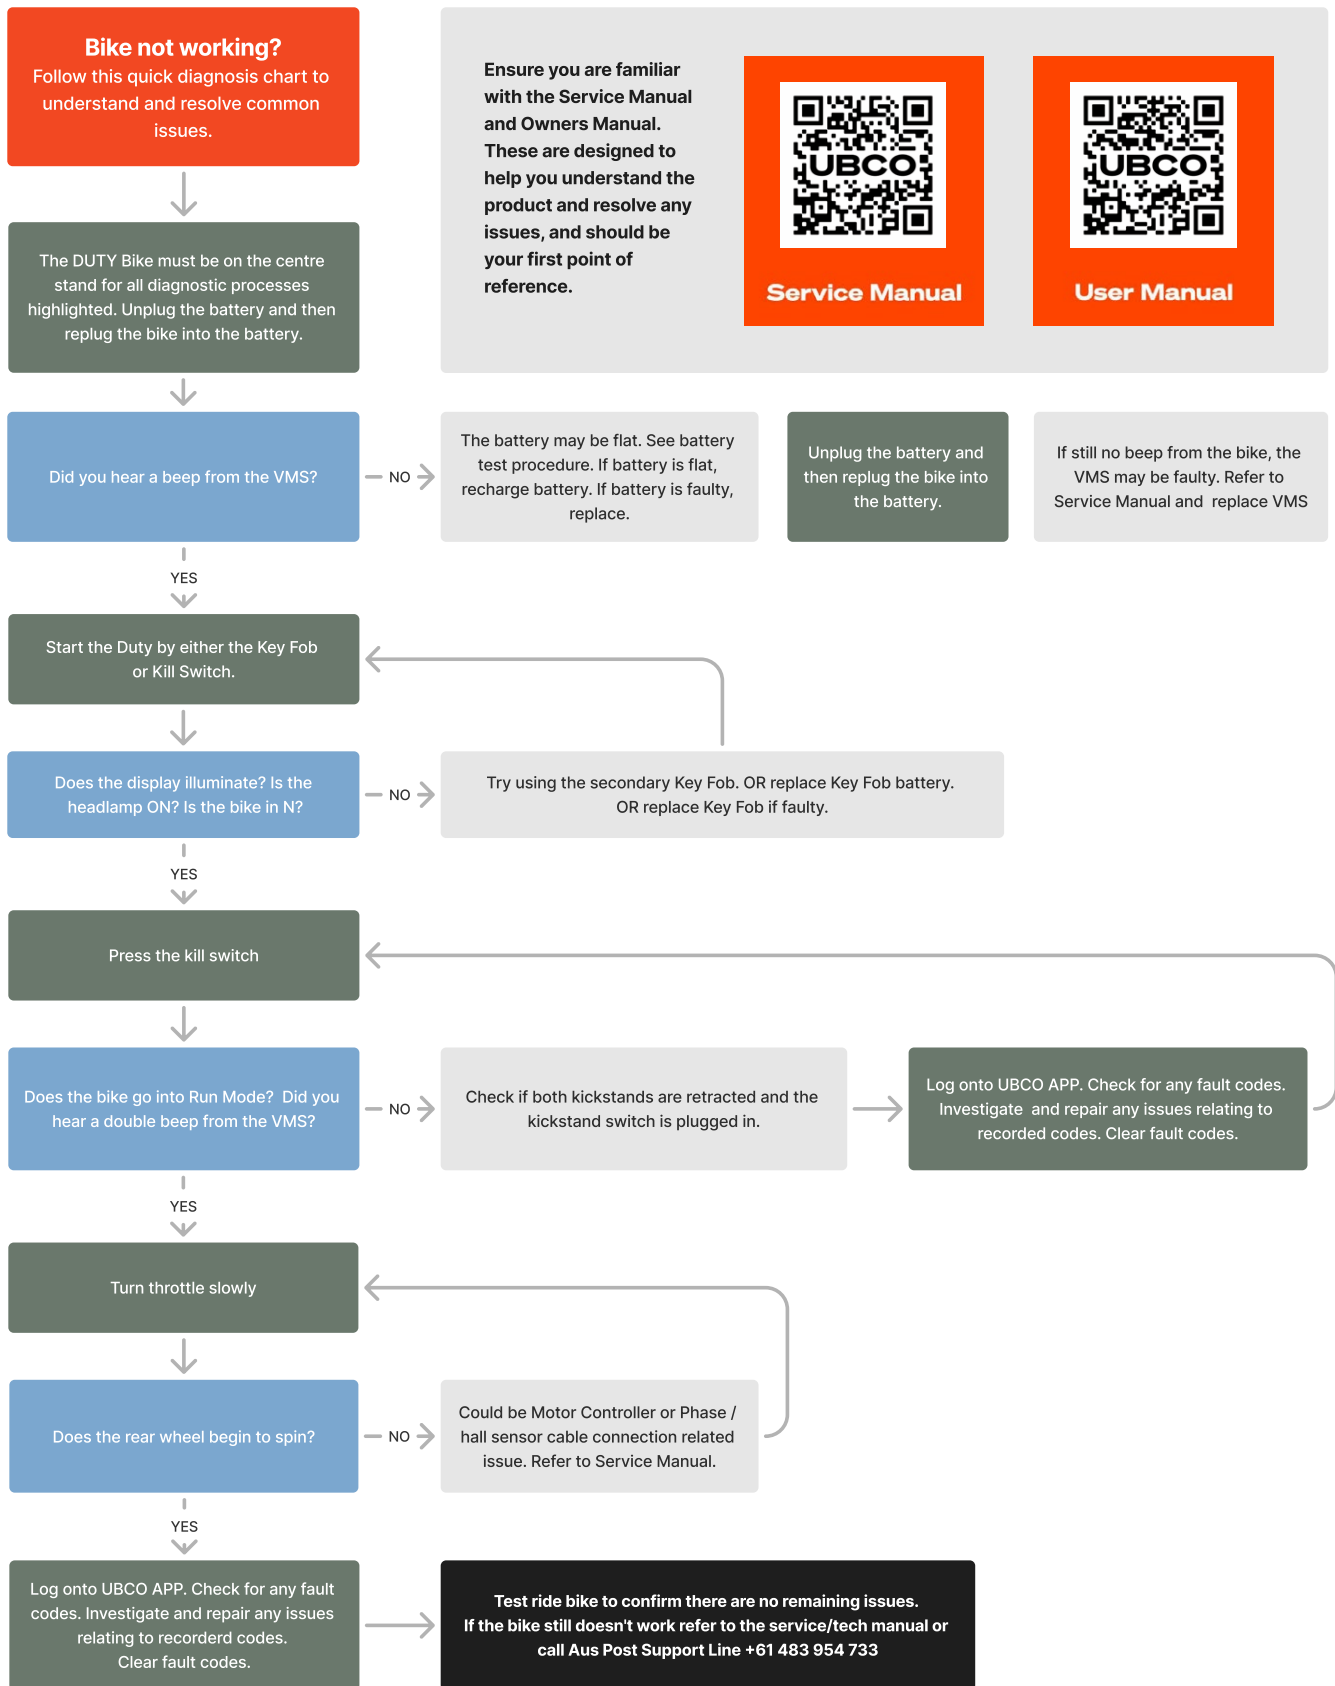 Bike not working?
Follow this quick diagnosis chart to
understand and resolve common
issues.
Ensure you are familiar
with the Service Manual
and Owners Manual.
These are designed to
help you understand the
product and resolve any
issues, and should be
your first point of
reference.
UBCO
Service Manual
UBCO
User Manual
The DUTY Bike must be on the centre
stand for all diagnostic processes
highlighted. Unplug the battery and then
replug the bike into the battery.
Did you hear a beep from the VMS?
NO
The battery may be flat. See battery
test procedure. If battery is flat,
recharge battery. If battery is faulty,
replace.
Unplug the battery and
then replug the bike into
the battery.
If still no beep from the bike, the
VMS may be faulty. Refer to
Service Manual and  replace VMS
YES
Start the Duty by either the Key Fob
or Kill Switch.
Does the display illuminate? Is the
headlamp ON? Is the bike in N?
NO
Try using the secondary Key Fob. OR replace Key Fob battery.
OR replace Key Fob if faulty.
YES
Press the kill switch
Does the bike go into Run Mode?  Did you
hear a double beep from the VMS?
NO
Check if both kickstands are retracted and the
kickstand switch is plugged in.
Log onto UBCO APP. Check for any fault codes.
Investigate  and repair any issues relating to
recorded codes. Clear fault codes.
YES
Turn throttle slowly
Does the rear wheel begin to spin?
NO
Could be Motor Controller or Phase /
hall sensor cable connection related
issue. Refer to Service Manual.
YES
Log onto UBCO APP. Check for any fault
codes. Investigate and repair any issues
relating to recorderd codes.
Clear fault codes.
Test ride bike to confirm there are no remaining issues.
If the bike still doesn't work refer to the service/tech manual or
call Aus Post Support Line +61 483 954 733